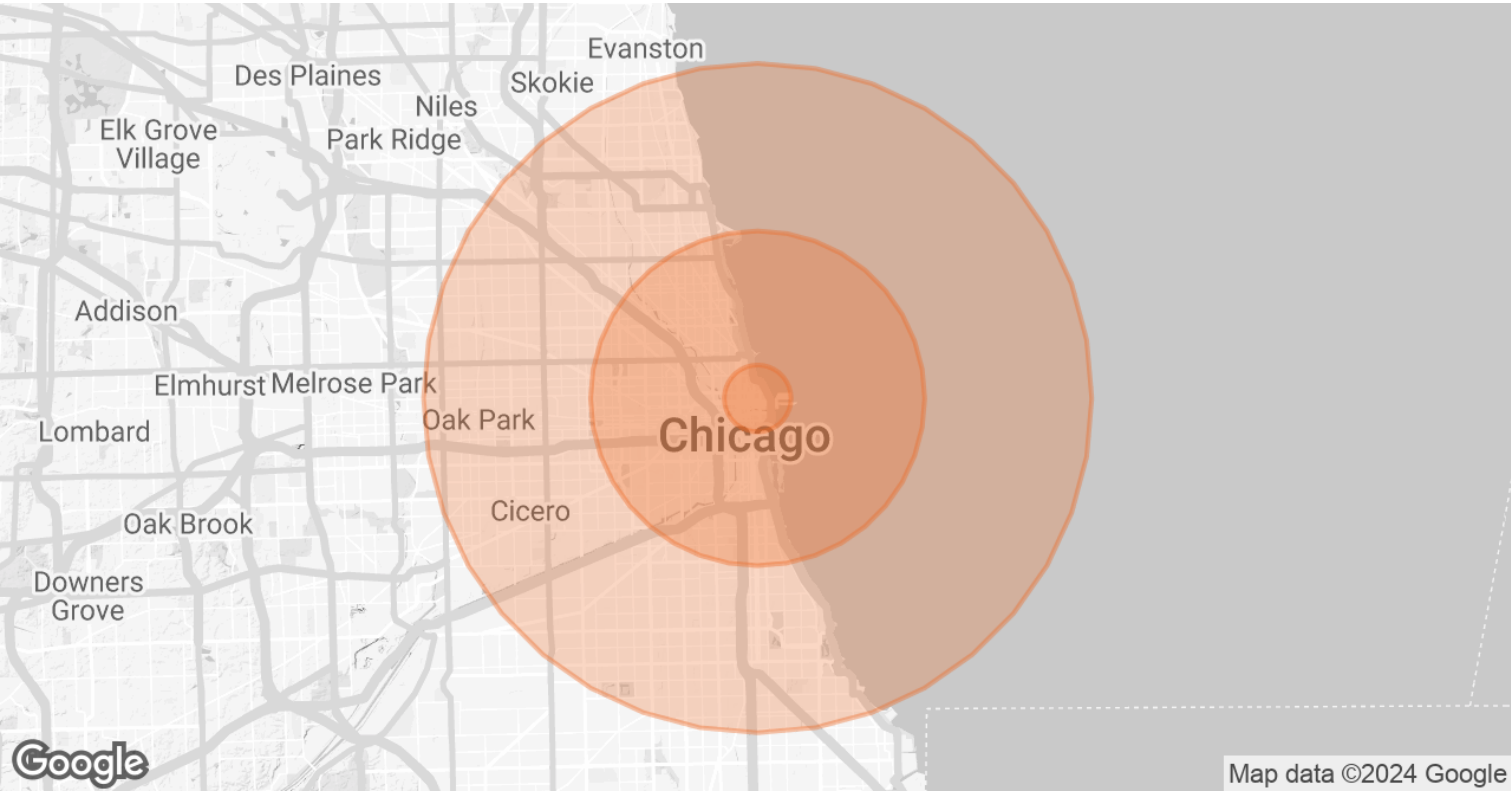 Evanston
Des Plaines
Skokie
Niles
Elk Grove
Village
Park Ridge
Addison
Elmhurst
Melrose Park
Oak Park
Lombard
Chicago
Cicero
Oak Brook
Downers
Grove
Google
Map data ©2024 Google